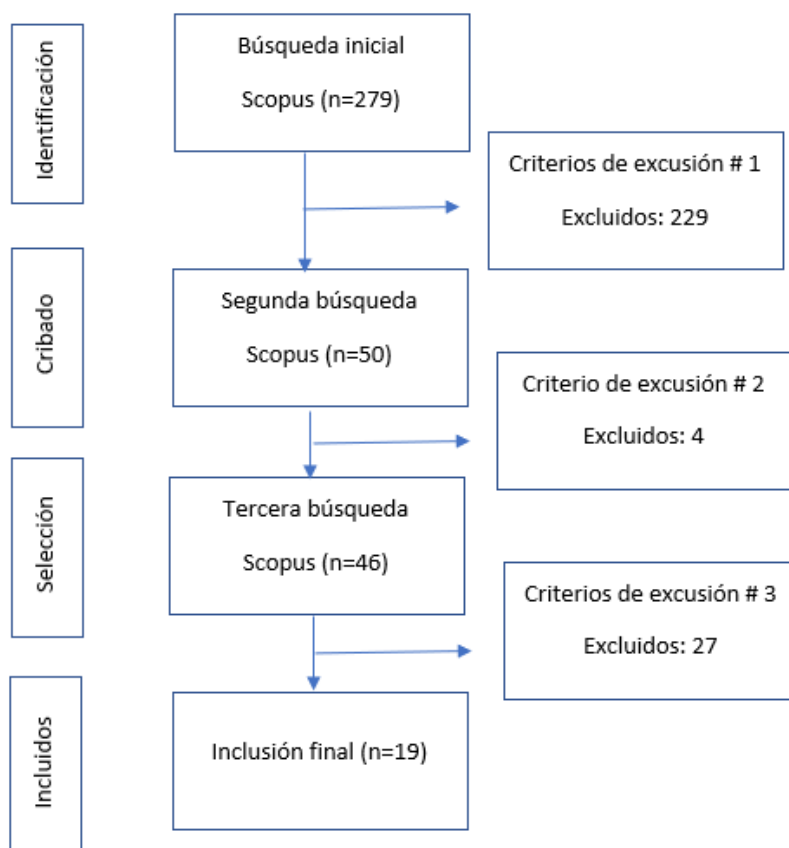 Identificación
Búsqueda inicial
Scopus (n=279)
Criterios de excusión # 1
Excluidos: 229
Cribado
Segunda búsqueda
Scopus (n=50)
Criterio de excusión # 2
Excluidos: 4
Selección
Tercera búsqueda
Scopus (n=46)
Criterios de excusión # 3
Excluidos: 27
Incluidos
Inclusión final (n=19)